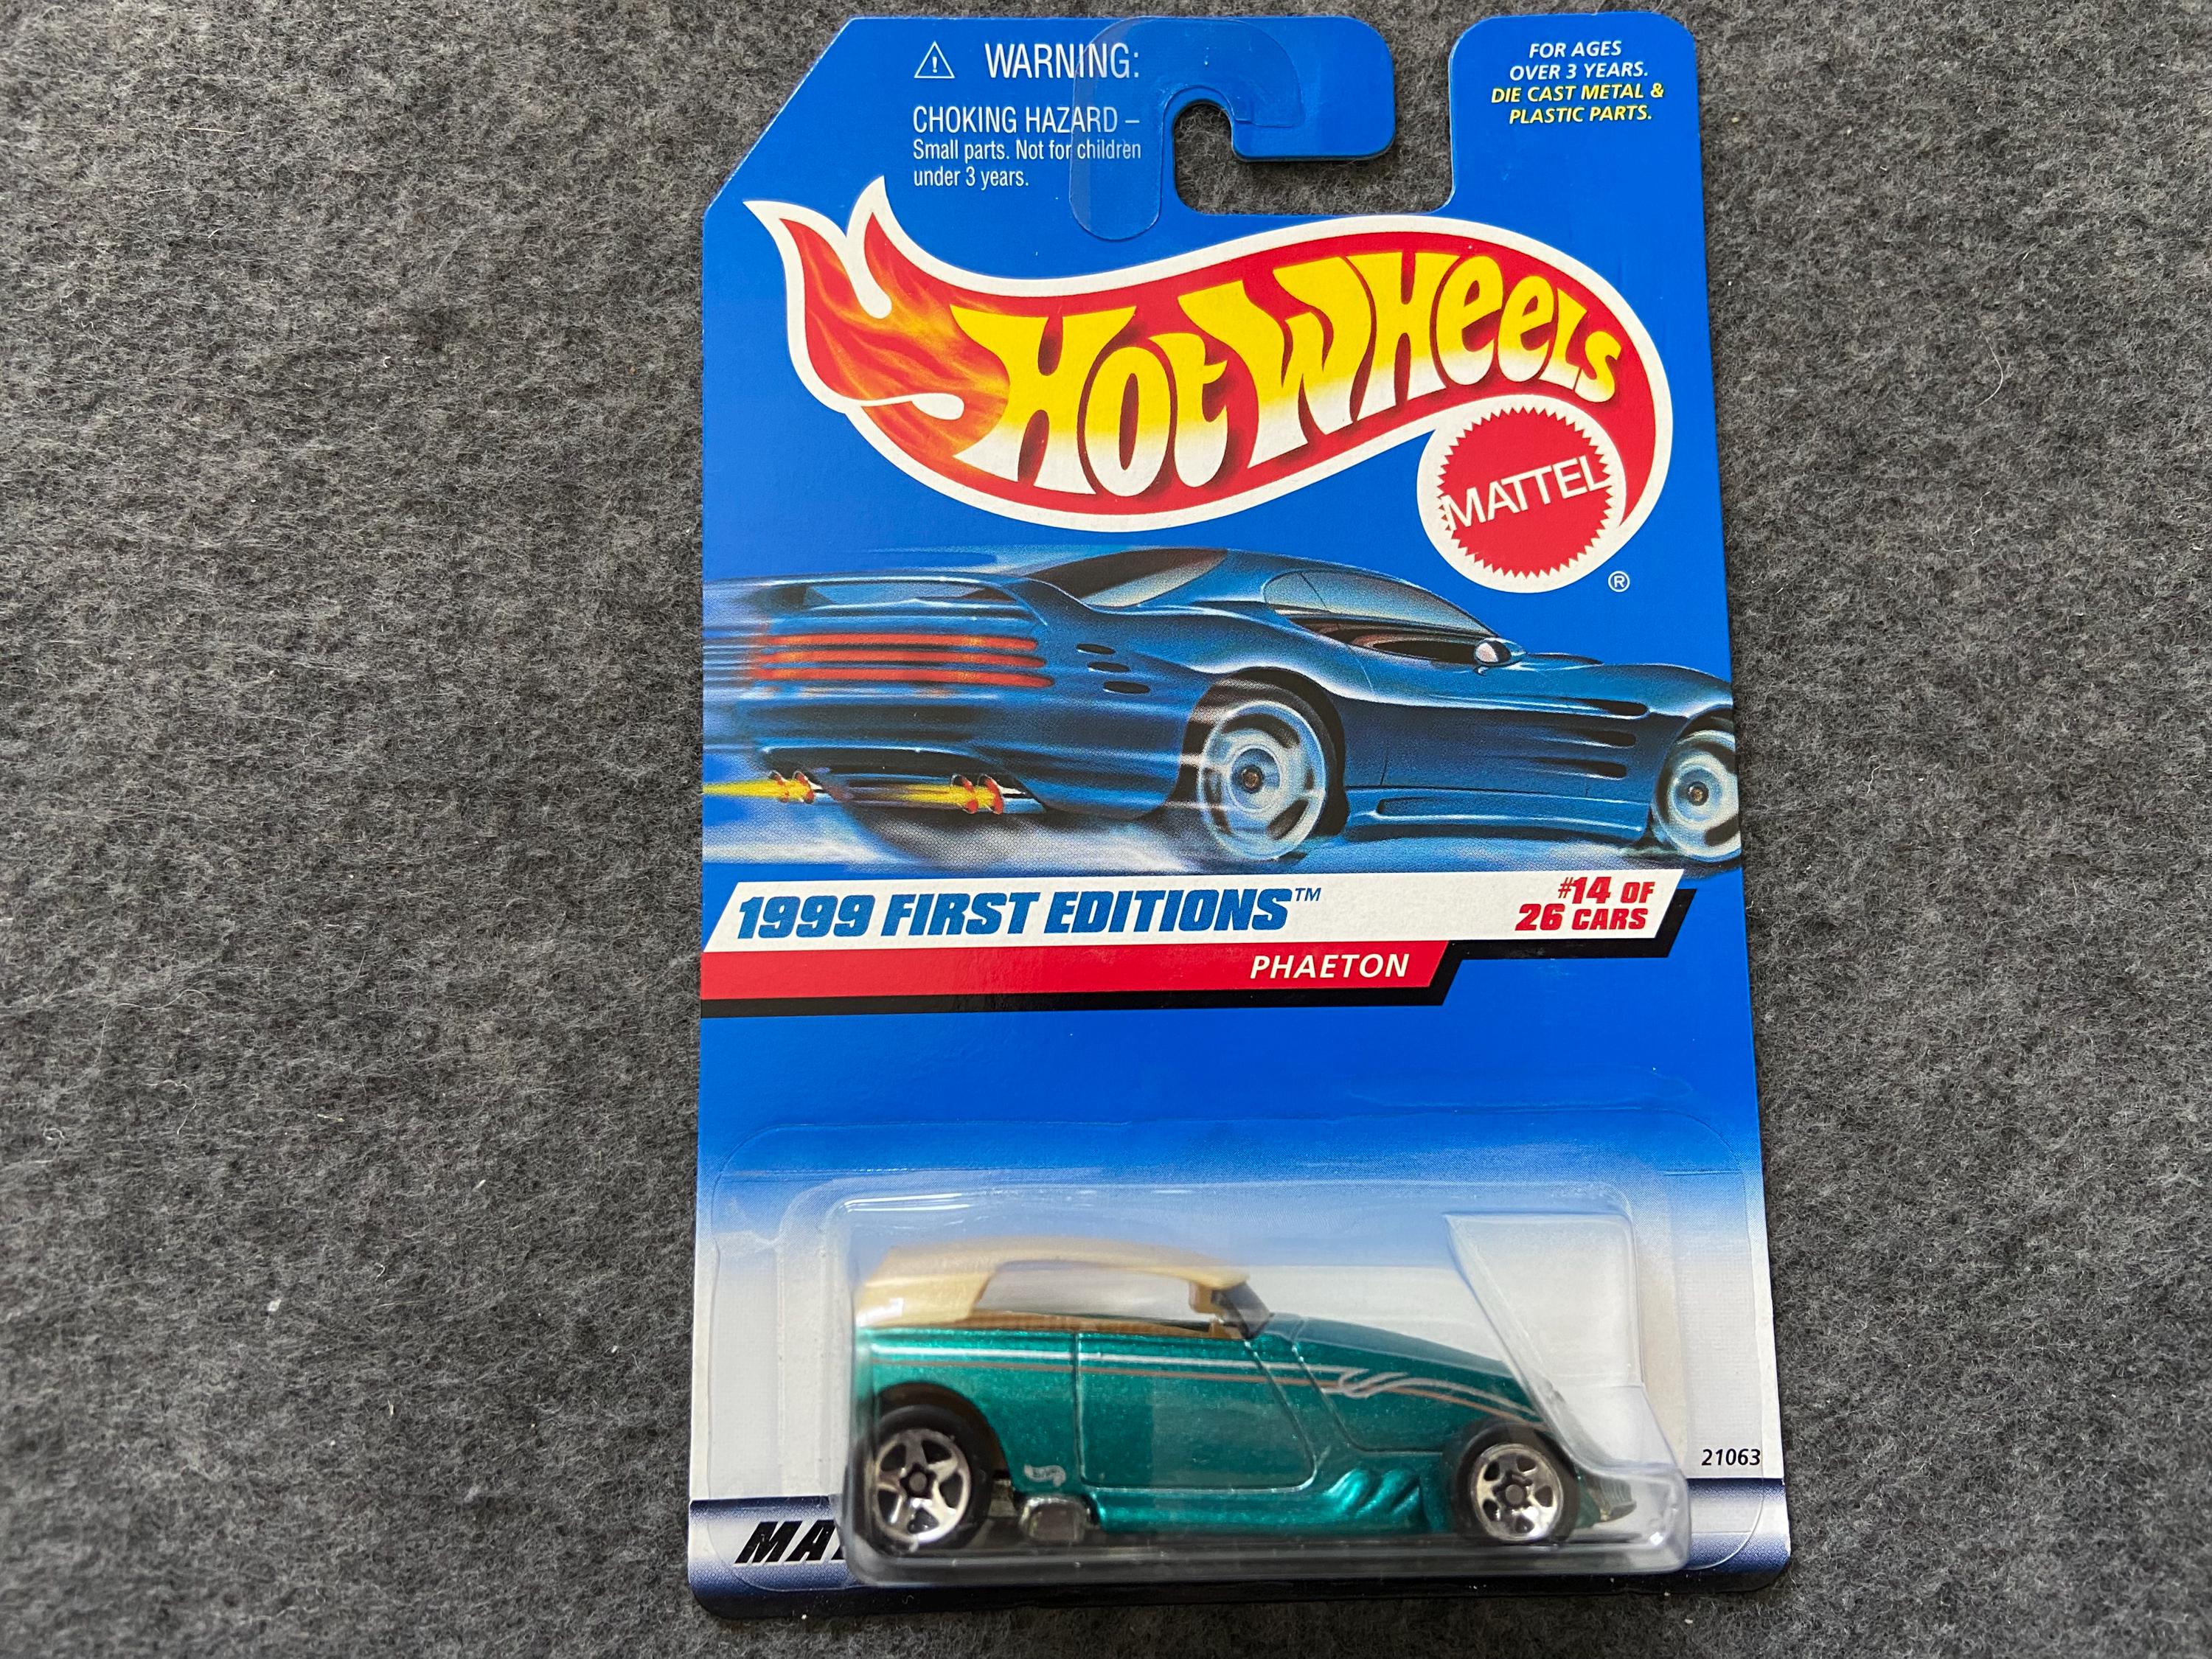 WARNING:
CHOKING HAZARD –
Small parts. Not for children
under 3 years.
FOR AGES
OVER 3 YEARS.
DIE CAST METAL &
PLASTIC PARTS.
HOT WHEELS
MATTEL
®
1999 FIRST EDITIONS™
#14 OF
26 CARS
PHAETON
21063